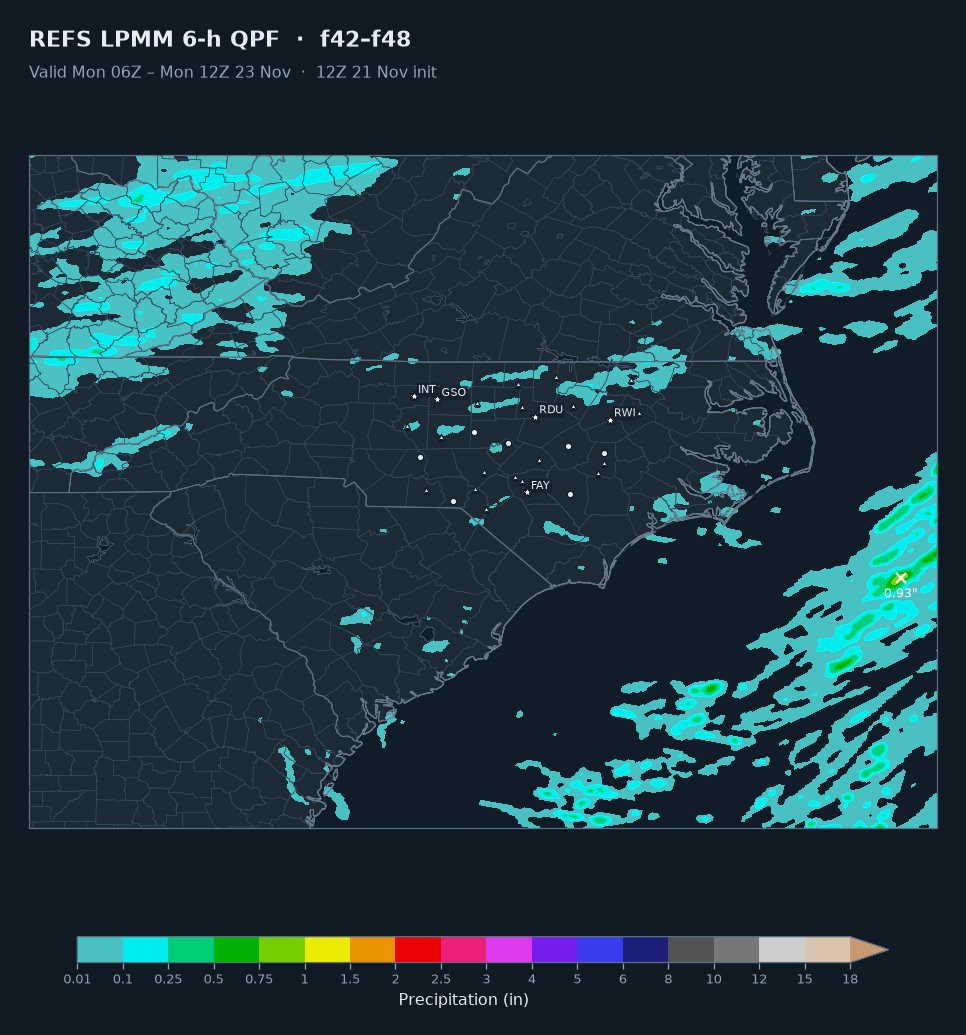 REFS LPMM 6-h QPF · f42–f48
Valid Mon 06Z – Mon 12Z 23 Nov · 12Z 21 Nov init
INT
GSO
RDU
RWI
FAY
0.93"
0.01 0.1 0.25 0.5 0.75 1 1.5 2 2.5 3 4 5 6 8 10 12 15 18
Precipitation (in)